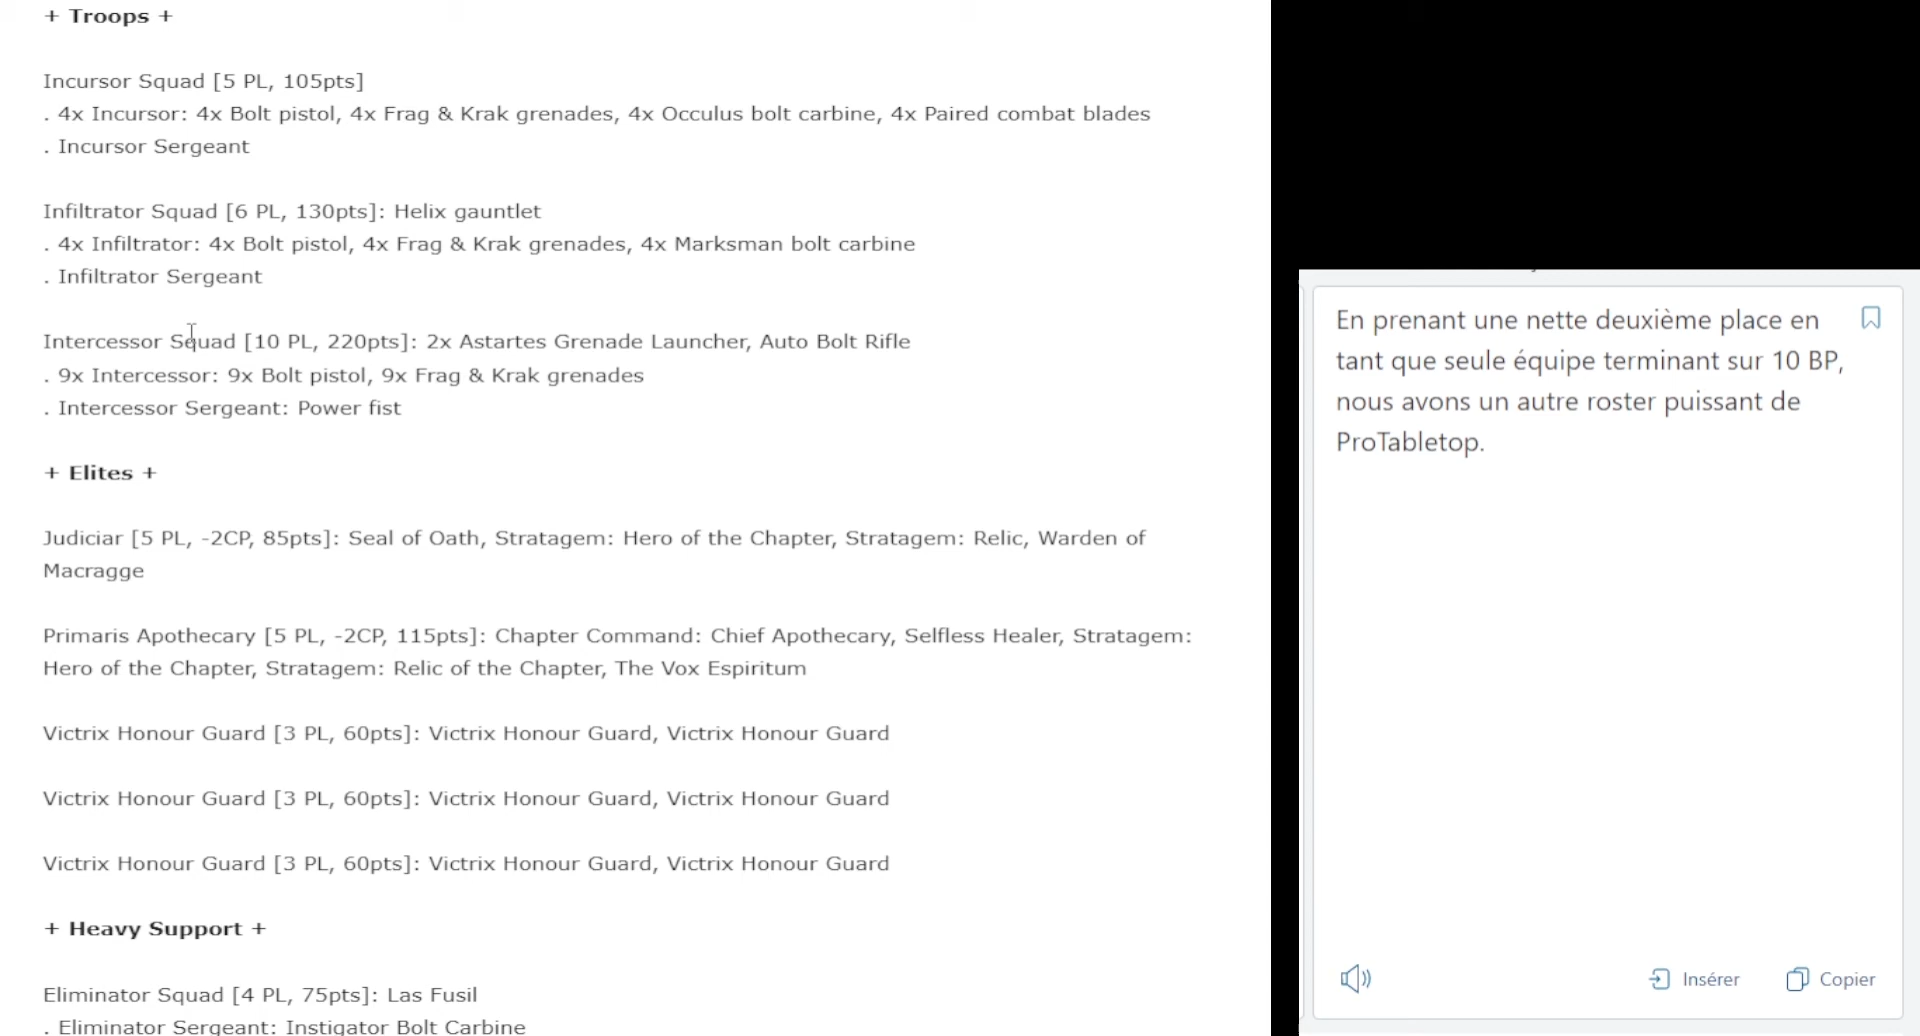 + Troops +
Incursor Squad [5 PL, 105pts]
. 4x Incursor: 4x Bolt pistol, 4x Frag & Krak grenades, 4x Occulus bolt carbine, 4x Paired combat blades
. Incursor Sergeant
Infiltrator Squad [6 PL, 130pts]: Helix gauntlet
. 4x Infiltrator: 4x Bolt pistol, 4x Frag & Krak grenades, 4x Marksman bolt carbine
. Infiltrator Sergeant
Intercessor Squad [10 PL, 220pts]: 2x Astartes Grenade Launcher, Auto Bolt Rifle
. 9x Intercessor: 9x Bolt pistol, 9x Frag & Krak grenades
. Intercessor Sergeant: Power fist
+ Elites +
Judiciar [5 PL, -2CP, 85pts]: Seal of Oath, Stratagem: Hero of the Chapter, Stratagem: Relic, Warden of
Macragge
Primaris Apothecary [5 PL, -2CP, 115pts]: Chapter Command: Chief Apothecary, Selfless Healer, Stratagem:
Hero of the Chapter, Stratagem: Relic of the Chapter, The Vox Espiritum
Victrix Honour Guard [3 PL, 60pts]: Victrix Honour Guard, Victrix Honour Guard
Victrix Honour Guard [3 PL, 60pts]: Victrix Honour Guard, Victrix Honour Guard
Victrix Honour Guard [3 PL, 60pts]: Victrix Honour Guard, Victrix Honour Guard
+ Heavy Support +
Eliminator Squad [4 PL, 75pts]: Las Fusil
. Eliminator Sergeant: Instigator Bolt Carbine
En prenant une nette deuxième place en
tant que seule équipe terminant sur 10 BP,
nous avons un autre roster puissant de
ProTabletop.
Insérer
Copier